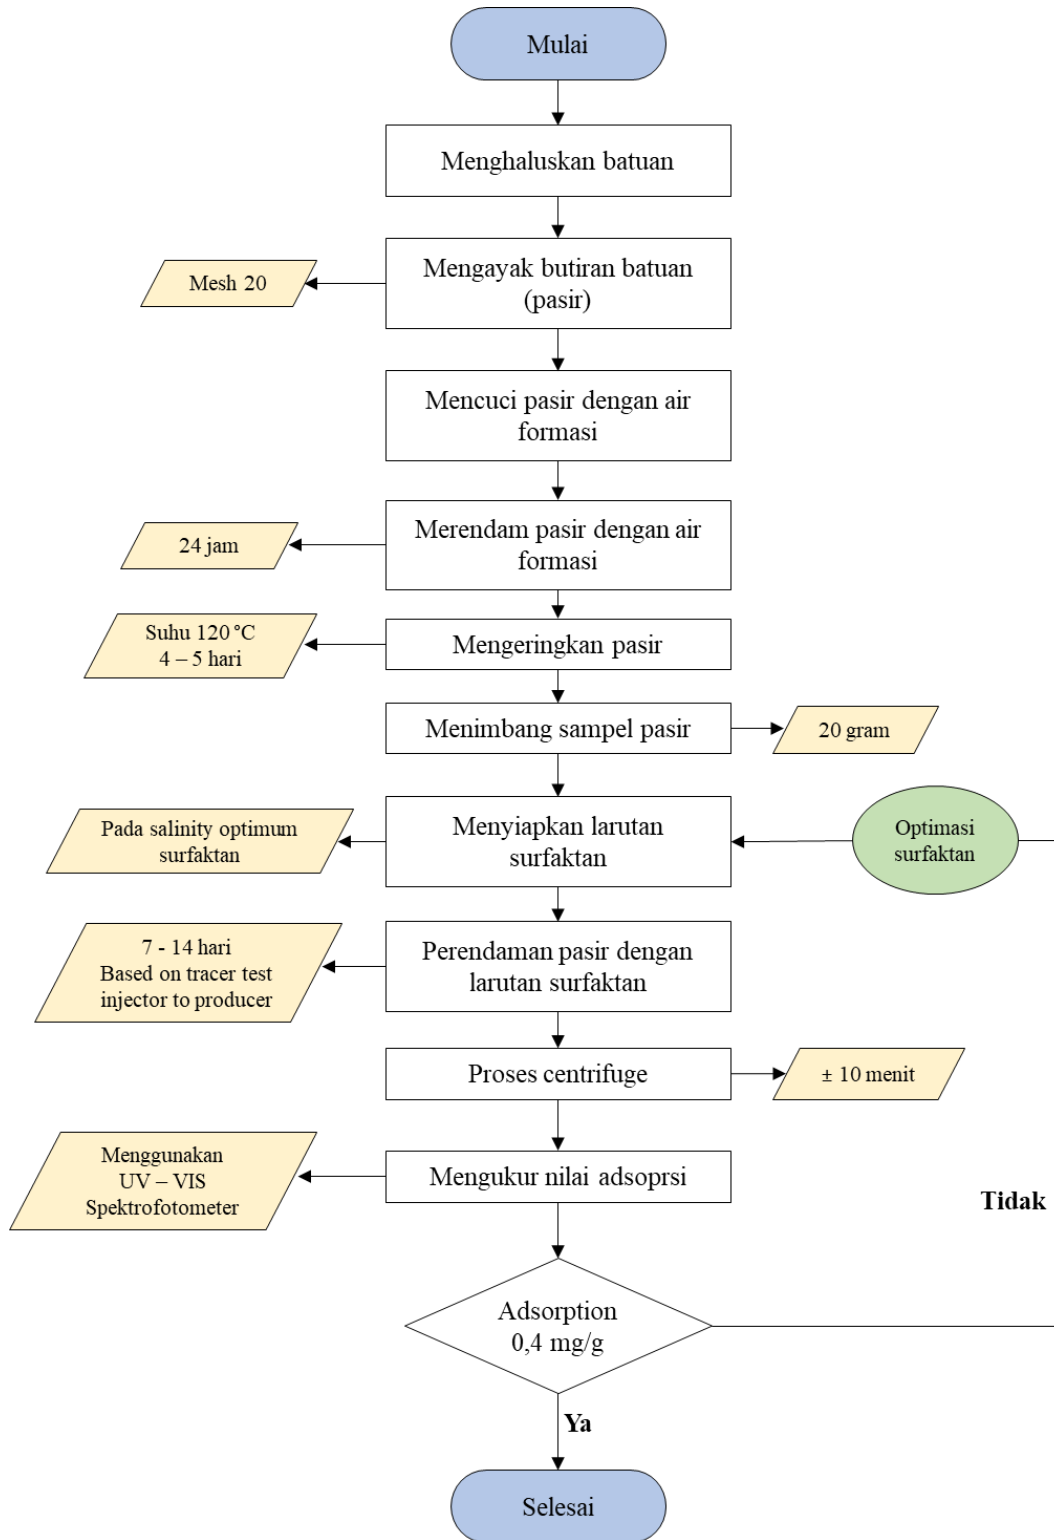 Mulai
Menghaluskan batuan
Mengayak butiran batuan
(pasir)
Mesh 20
Mencuci pasir dengan air
formasi
Merendam pasir dengan air
formasi
24 jam
Suhu 120 °C
4 – 5 hari
Mengeringkan pasir
Menimbang sampel pasir
20 gram
Pada salinity optimum
surfaktan
Menyiapkan larutan
surfaktan
Optimasi
surfaktan
7 - 14 hari
Based on tracer test
injector to producer
Perendaman pasir dengan
larutan surfaktan
Proses centrifuge
± 10 menit
Menggunakan
UV – VIS
Spektrofotometer
Mengukur nilai adsoprsi
Tidak
Adsorption
0,4 mg/g
Ya
Selesai